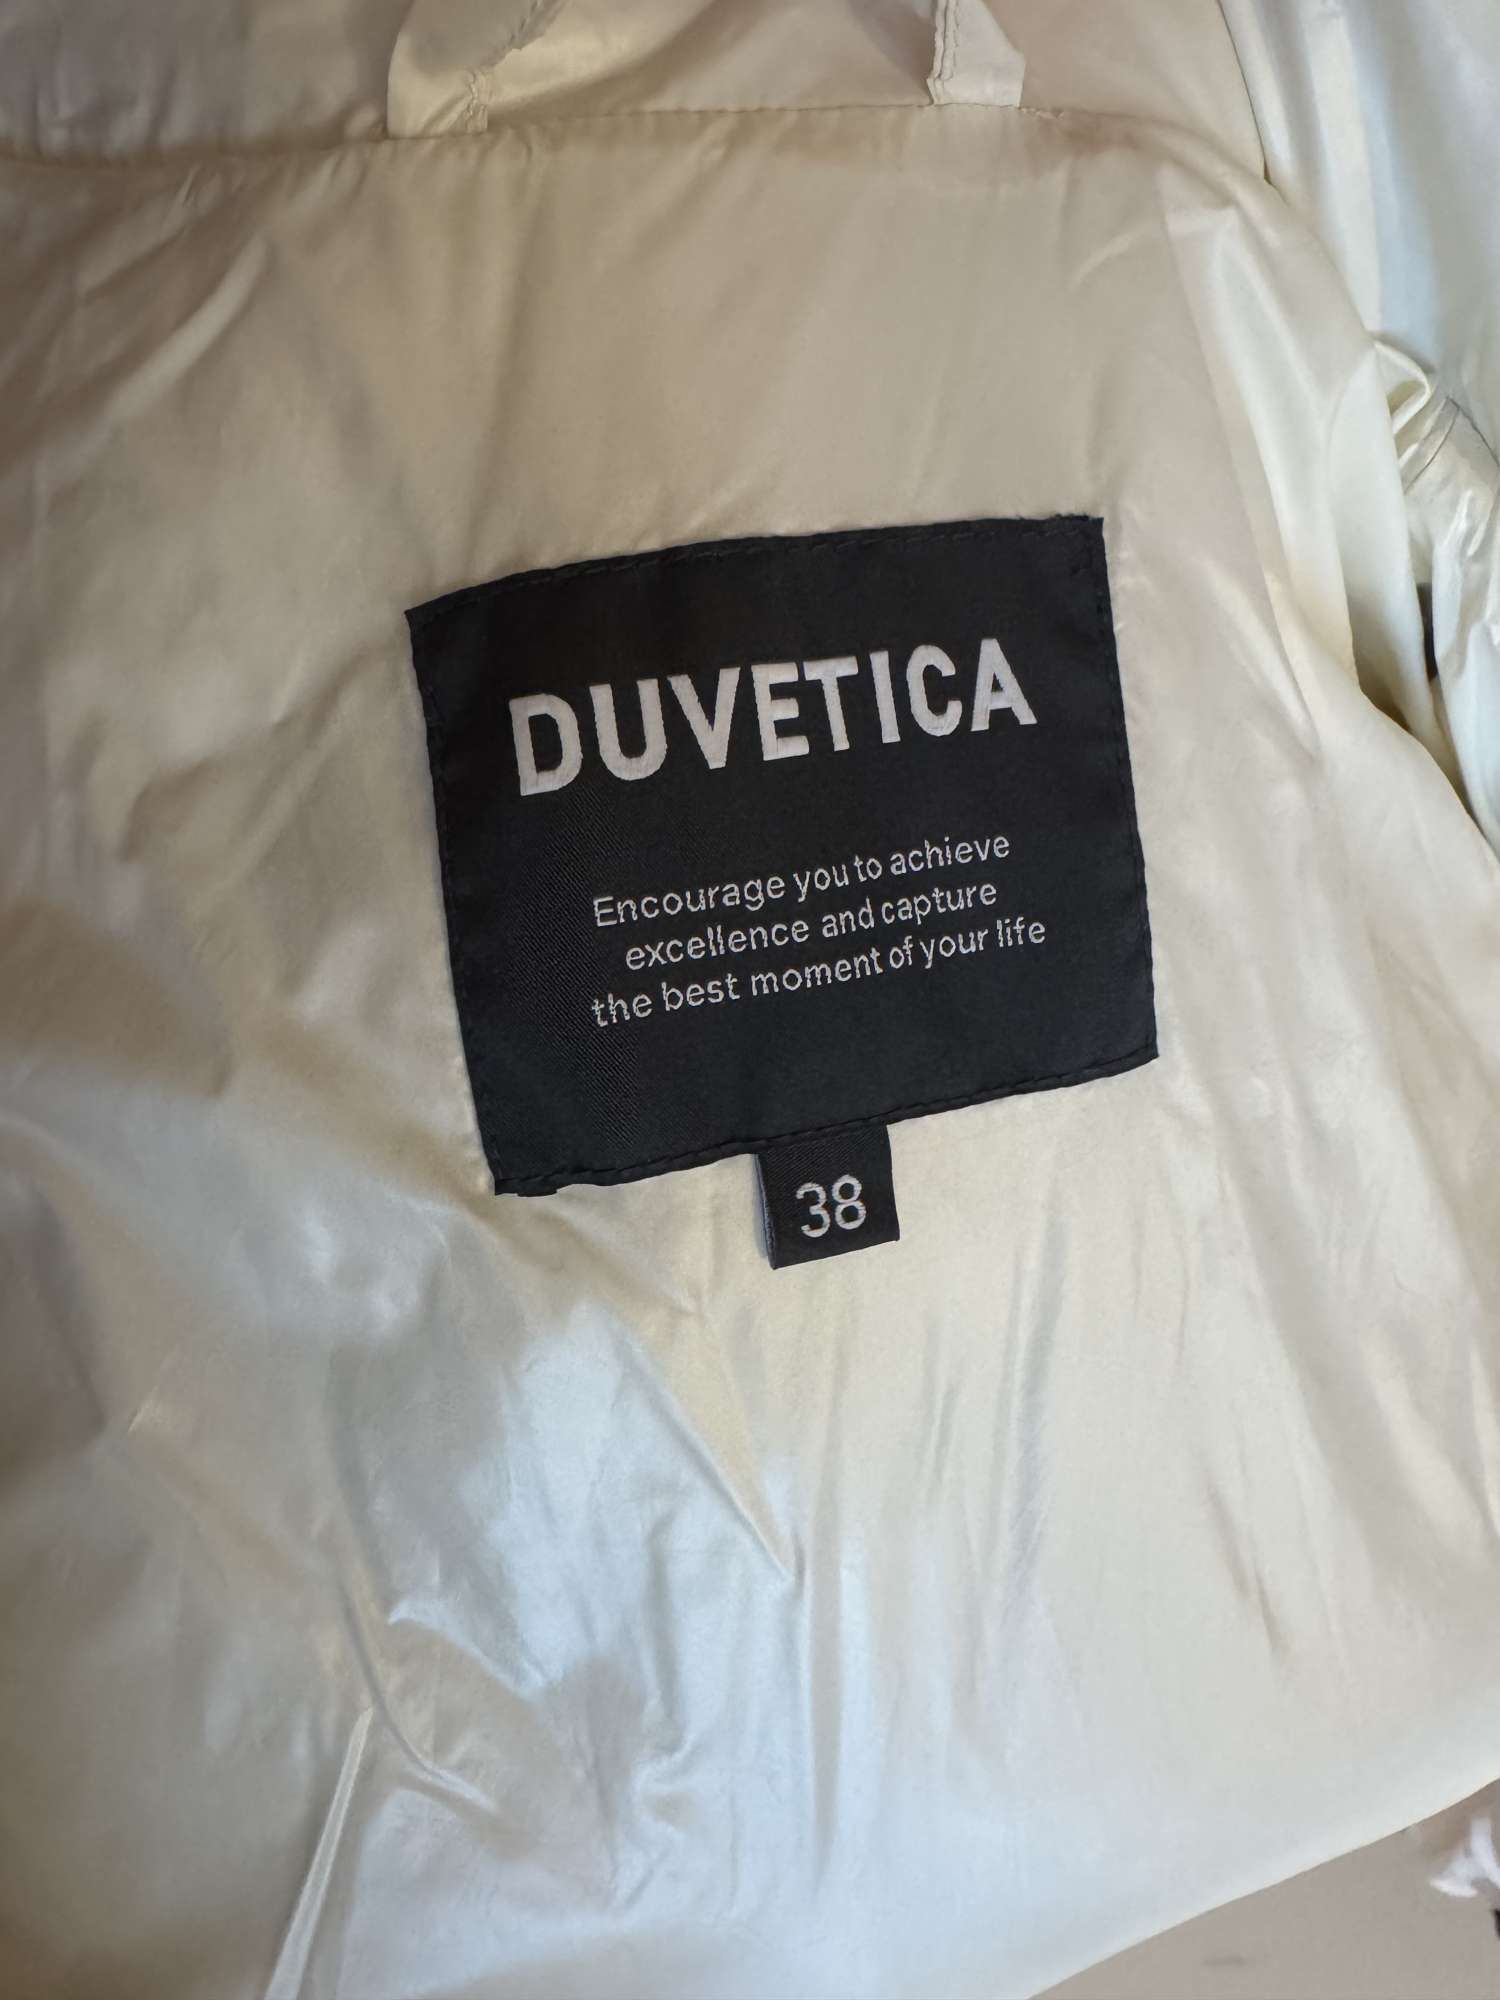 DUVETICA
Encourage you to achieve
excellence and capture
the best moment of your life
38